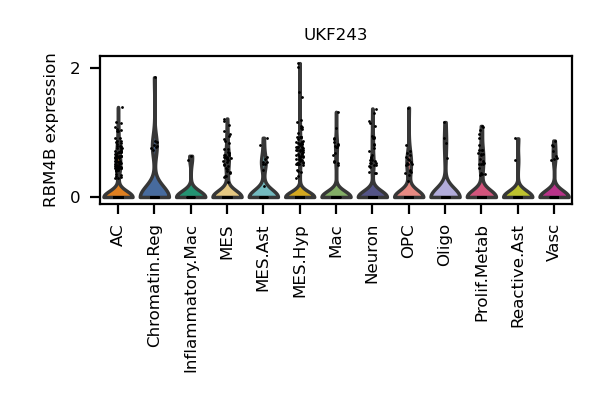 UKF243
RBM4B expression
2
0
AC
Chromatin.Reg
Inflammatory.Mac
MES
MES.Ast
MES.Hyp
Mac
Neuron
OPC
Oligo
Prolif.Metab
Reactive.Ast
Vasc